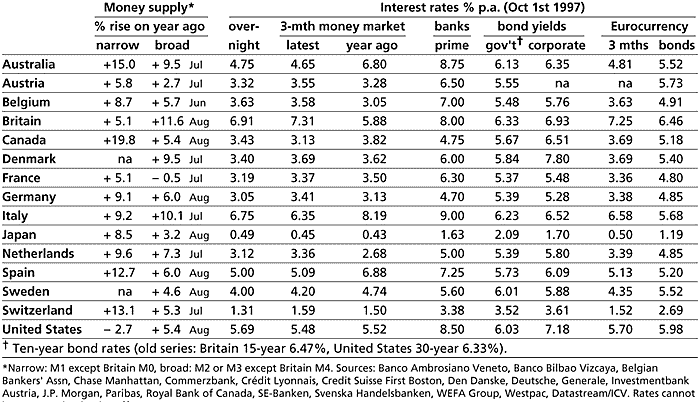 Money supply* Interest rates % p.a. (Oct 1st 1997)
% rise on year ago over- 3-mth money market banks bond yields Eurocurrency
narrow broad night latest year ago prime gov't† corporate 3 mths bonds
Australia +15.0 + 9.5 Jul 4.75 4.65 6.80 8.75 6.13 6.35 4.81 5.52
Austria + 5.8 + 2.7 Jul 3.32 3.55 3.28 6.50 5.55 na na 5.73
Belgium + 8.7 + 5.7 Jun 3.63 3.58 3.05 7.00 5.48 5.76 3.63 4.91
Britain + 5.1 +11.6 Aug 6.91 7.31 5.88 8.00 6.33 6.93 7.25 6.46
Canada +19.8 + 5.4 Aug 3.43 3.13 3.82 4.75 5.67 6.51 3.69 5.18
Denmark na + 9.5 Jul 3.40 3.69 3.62 6.00 5.84 7.80 3.69 5.40
France + 5.1 – 0.5 Jul 3.19 3.37 3.50 6.30 5.37 5.48 3.36 4.80
Germany + 9.1 + 6.0 Aug 3.05 3.41 3.13 4.70 5.39 5.28 3.38 4.85
Italy + 9.2 +10.1 Jul 6.75 6.35 8.19 9.00 6.23 6.52 6.58 5.68
Japan + 8.5 + 3.2 Aug 0.49 0.45 0.43 1.63 2.09 1.70 0.50 1.19
Netherlands + 9.6 + 7.3 Jul 3.12 3.36 2.68 5.00 5.39 5.80 3.39 4.85
Spain +12.7 + 6.0 Aug 5.00 5.09 6.88 7.25 5.73 6.09 5.13 5.20
Sweden na + 4.6 Aug 4.00 4.20 4.74 5.60 6.01 5.88 4.35 5.52
Switzerland +13.1 + 5.3 Jul 1.31 1.59 1.50 3.38 3.52 3.61 1.52 2.69
United States – 2.7 + 5.4 Aug 5.69 5.48 5.52 8.50 6.03 7.18 5.70 5.98
† Ten-year bond rates (old series: Britain 15-year 6.47%, United States 30-year 6.33%).
*Narrow: M1 except Britain M0, broad: M2 or M3 except Britain M4. Sources: Banco Ambrosiano Veneto, Banco Bilbao Vizcaya, Belgian
Bankers' Assn, Chase Manhattan, Commerzbank, Crédit Lyonnais, Credit Suisse First Boston, Den Danske, Deutsche, Generale, Investmentbank
Austria, J.P. Morgan, Paribas, Royal Bank of Canada, SE-Banken, Svenska Handelsbanken, WEFA Group, Westpac, Datastream/ICV. Rates cannot